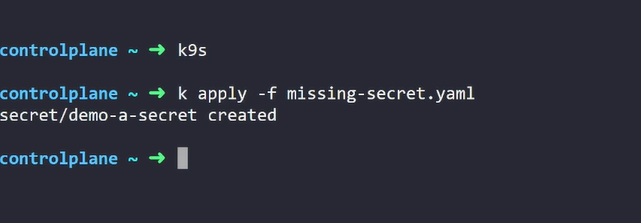 controlplane ~ ➜ k9s
controlplane ~ ➜ k apply -f missing-secret.yaml
secret/demo-a-secret created
controlplane ~ ➜